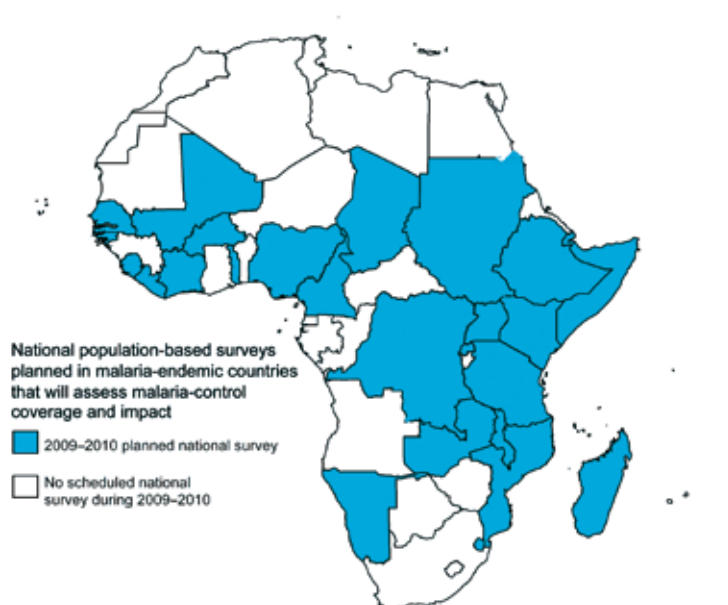 National population-based surveys
planned in malaria-endemic countries
that will assess malaria-control
coverage and impact
2009–2010 planned national survey
No scheduled national
survey during 2009–2010